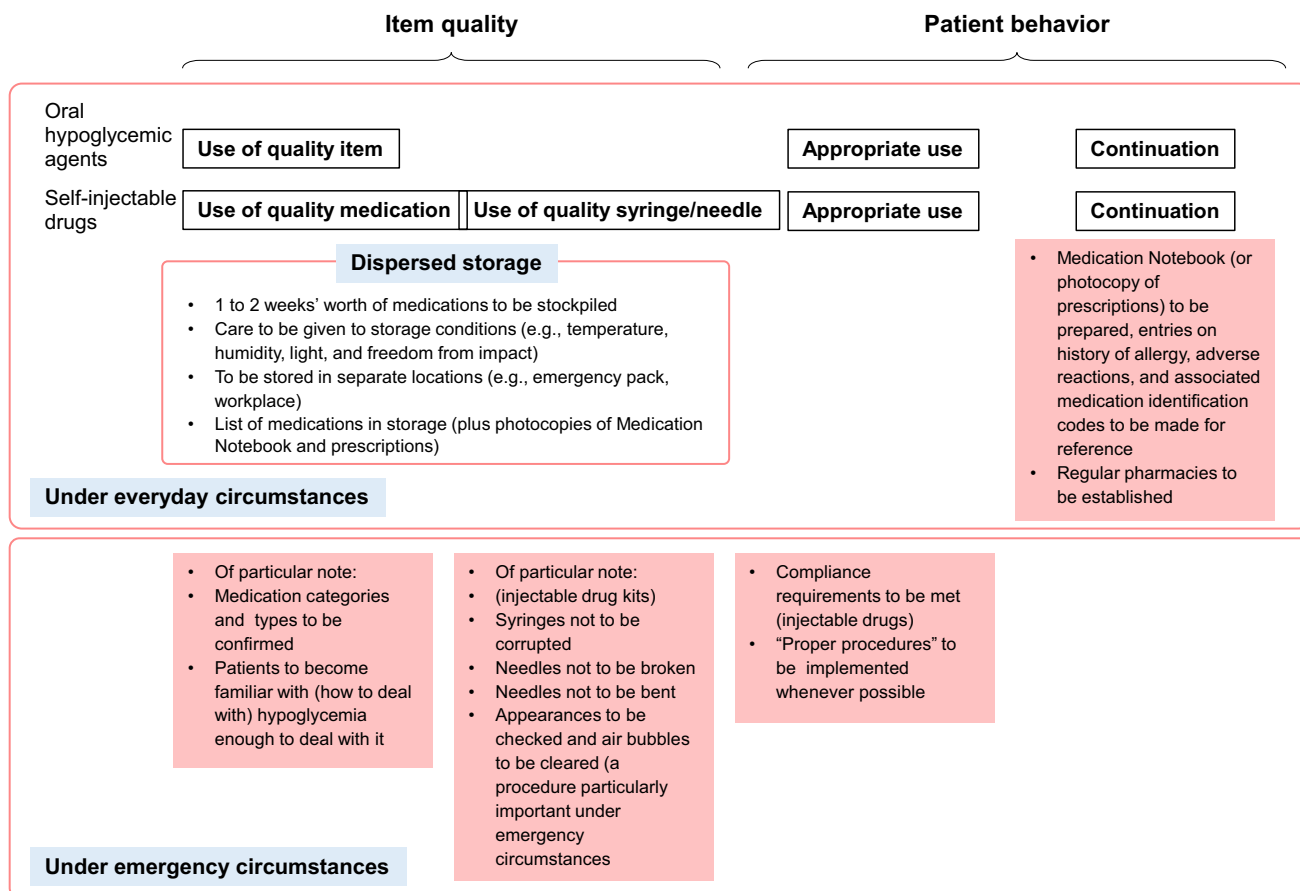 Item quality
Patient behavior
Oral
hypoglycemic
agents
Use of quality item
Appropriate use
Continuation
Self-injectable
drugs
Use of quality medication
Use of quality syringe/needle
Appropriate use
Continuation
Dispersed storage
• 1 to 2 weeks’ worth of medications to be stockpiled
• Care to be given to storage conditions (e.g., temperature,
humidity, light, and freedom from impact)
• To be stored in separate locations (e.g., emergency pack,
workplace)
• List of medications in storage (plus photocopies of Medication
Notebook and prescriptions)
• Medication Notebook (or
photocopy of
prescriptions) to be
prepared, entries on
history of allergy, adverse
reactions, and associated
medication identification
codes to be made for
reference
• Regular pharmacies to
be established
Under everyday circumstances
• Of particular note:
• Medication categories
and types to be
confirmed
• Patients to become
familiar with (how to deal
with) hypoglycemia
enough to deal with it
• Of particular note:
• (injectable drug kits)
• Syringes not to be
corrupted
• Needles not to be broken
• Needles not to be bent
• Appearances to be
checked and air bubbles
to be cleared (a
procedure particularly
important under
emergency
circumstances
• Compliance
requirements to be met
(injectable drugs)
• “Proper procedures” to
be implemented
whenever possible
Under emergency circumstances